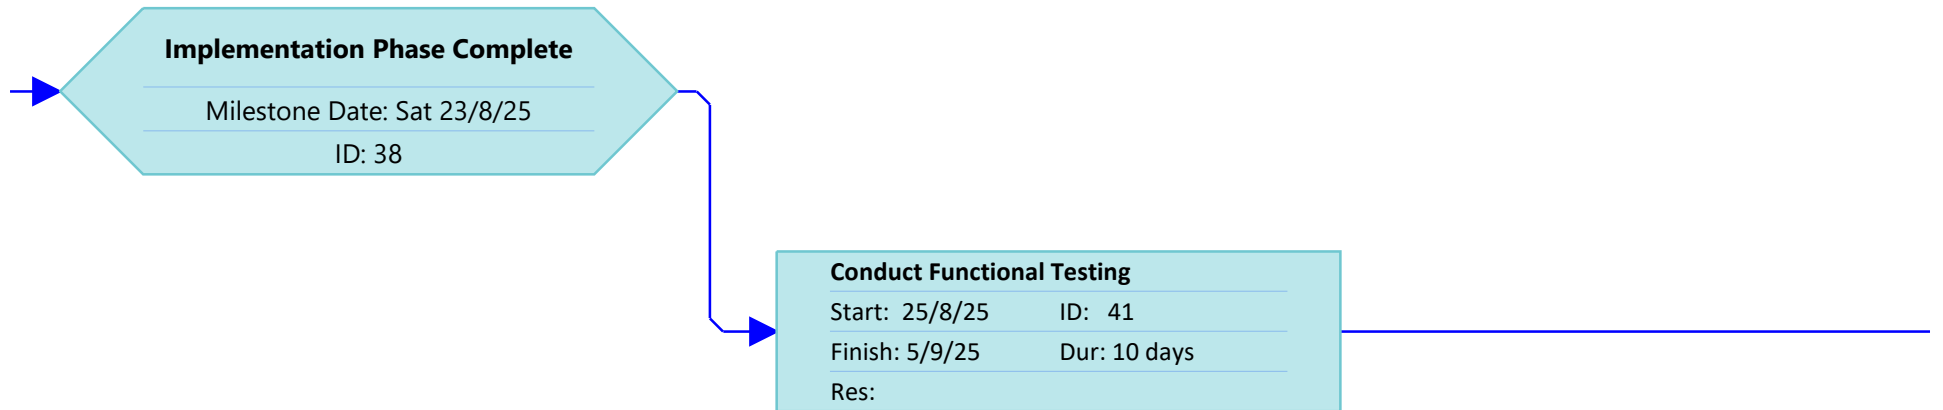 Implementation Phase Complete
Milestone Date: Sat 23/8/25
ID: 38
Conduct Functional Testing
Start: 25/8/25 ID: 41
Finish: 5/9/25 Dur: 10 days
Res: